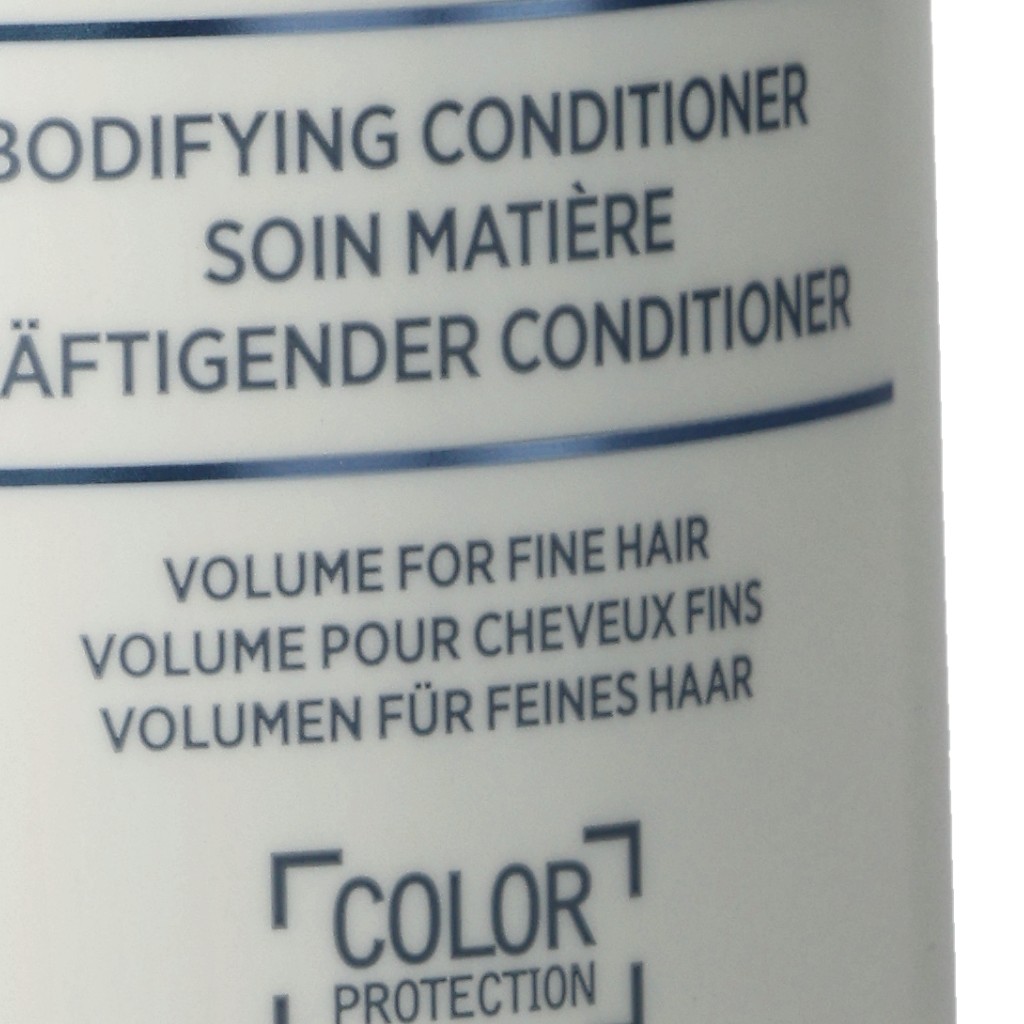 BODIFYING CONDITIONER
SOIN MATIÈRE
ÄFTIGENDER CONDITIONER
VOLUME FOR FINE HAIR
VOLUME POUR CHEVEUX FINS
VOLUMEN FÜR FEINES HAAR
COLOR
PROTECTION